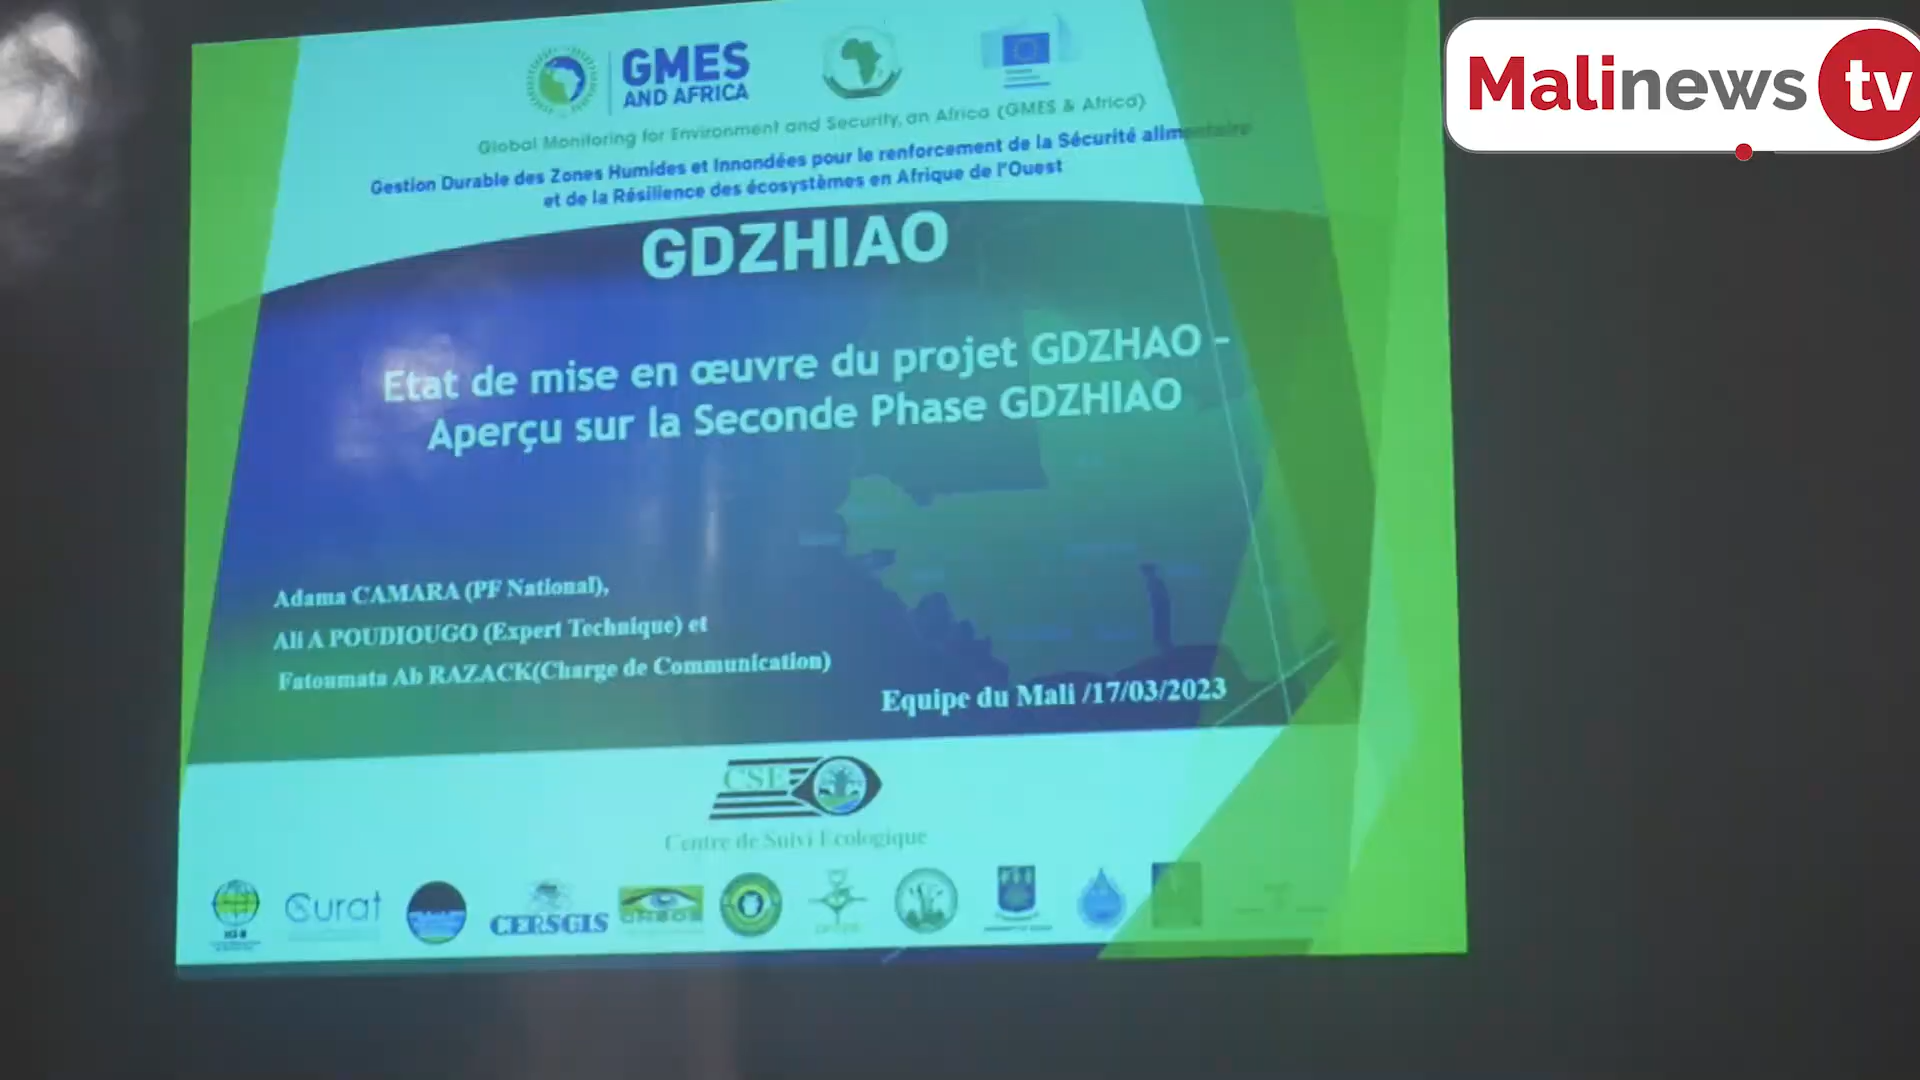 Malinews tv
GMES
AND AFRICA
Global Monitoring for Environment and Security, an Africa (GMES & Africa)
Gestion Durable des Zones Humides et Innondées pour le renforcement de la Sécurité alimentaire
et de la Résilience des écosystèmes en Afrique de l'Ouest
GDZHIAO
Etat de mise en œuvre du projet GDZHAO -
Aperçu sur la Seconde Phase GDZHIAO
Adama CAMARA (PF National),
Ali A POUDIOUGO (Expert Technique) et
Fatoumata Ab RAZACK(Charge de Communication)
Equipe du Mali /17/03/2023
CSE
Centre de Suivi Ecologique
Curat
CERSGIS